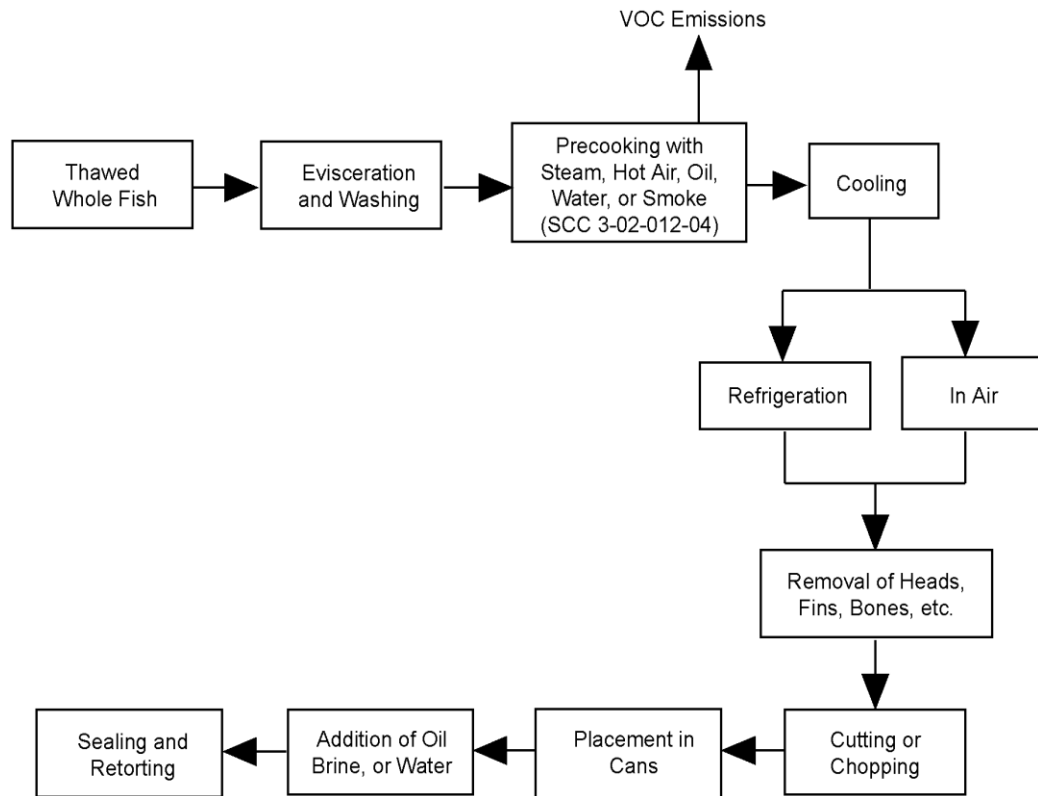 VOC Emissions
Thawed
Whole Fish
Evisceration
and Washing
Precooking with
Steam, Hot Air, Oil,
Water, or Smoke
(SCC 3-02-012-04)
Cooling
Refrigeration
In Air
Removal of Heads,
Fins, Bones, etc.
Cutting or
Chopping
Placement in
Cans
Addition of Oil
Brine, or Water
Sealing and
Retorting